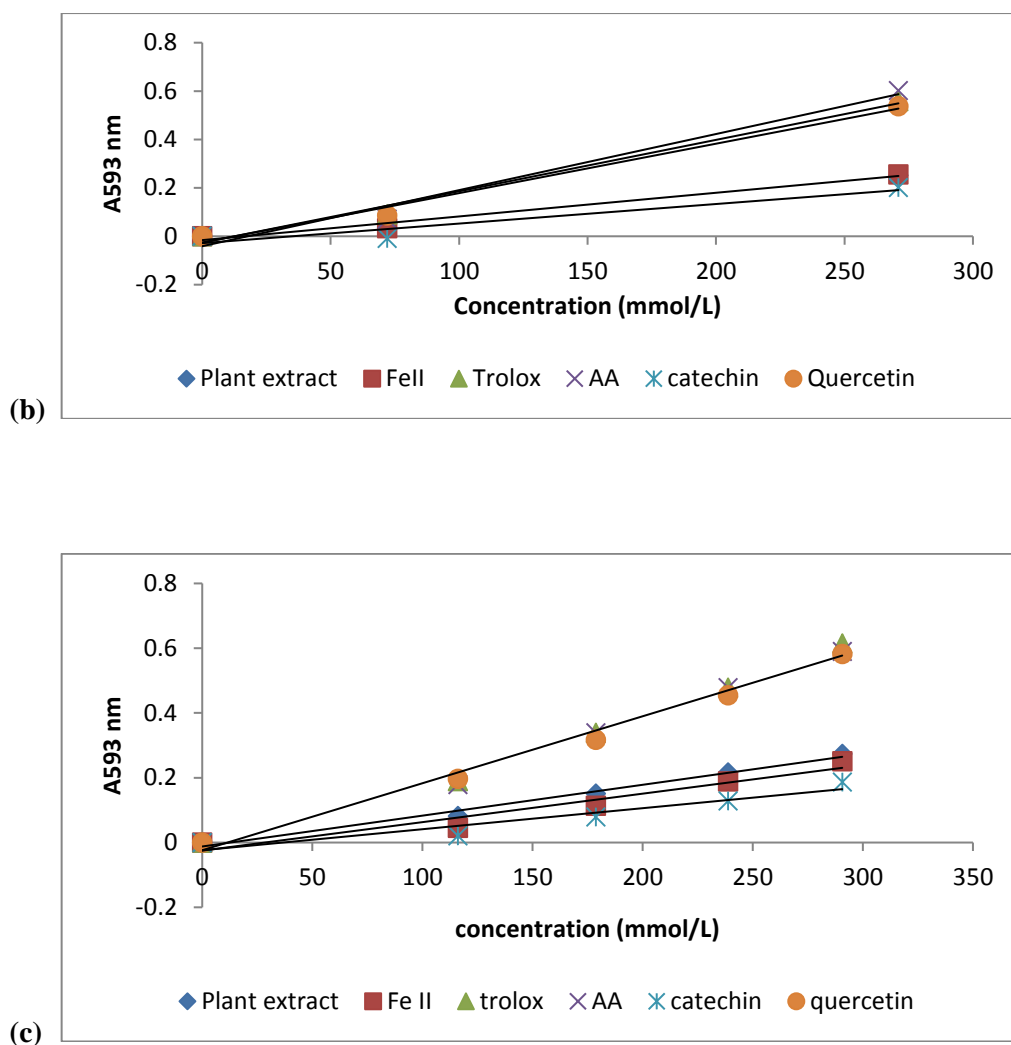 0.8
0.6
0.4
0.2
0
-0.2
A593 nm
0 50 100 150 200 250 300
Concentration (mmol/L)
Plant extract FeII Trolox AA catechin Quercetin
(b)
0.8
0.6
0.4
0.2
0
-0.2
A593 nm
0 50 100 150 200 250 300 350
concentration (mmol/L)
Plant extract Fe II trolox AA catechin quercetin
(c)